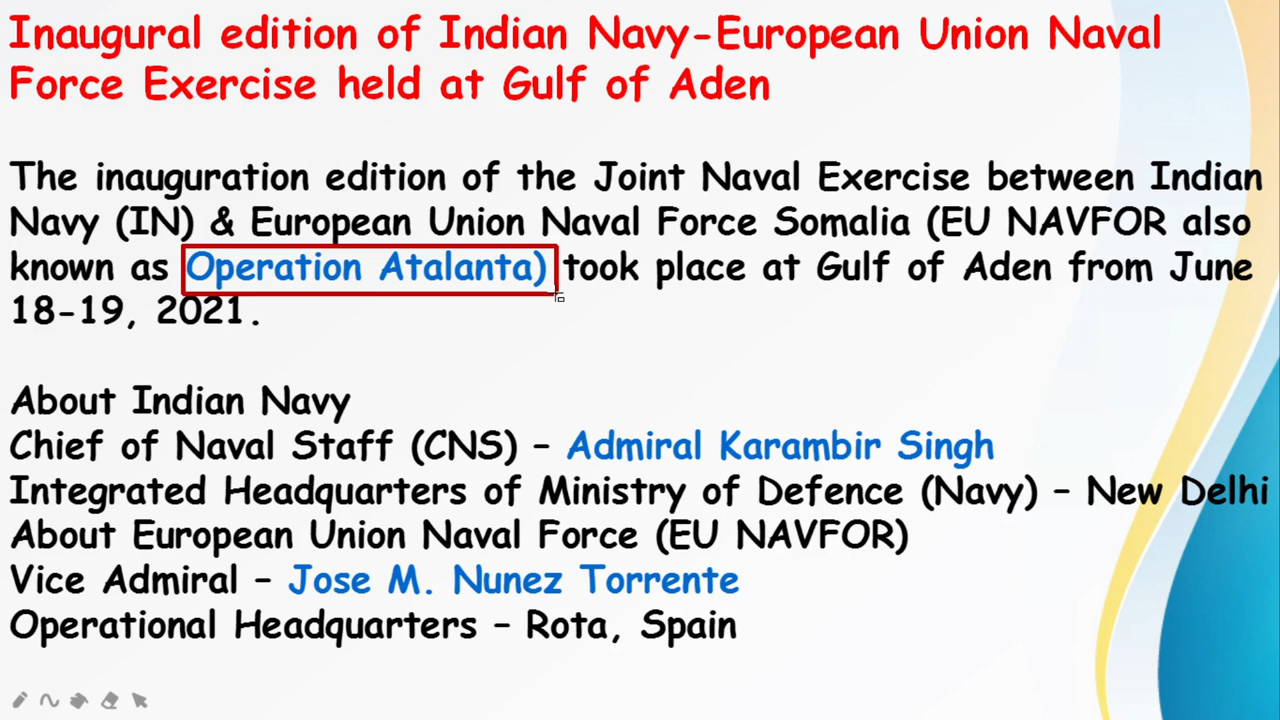 Inaugural edition of Indian Navy-European Union Naval
Force Exercise held at Gulf of Aden
The inauguration edition of the Joint Naval Exercise between Indian
Navy (IN) & European Union Naval Force Somalia (EU NAVFOR also
known as Operation Atalanta) took place at Gulf of Aden from June
18-19, 2021.
About Indian Navy
Chief of Naval Staff (CNS) – Admiral Karambir Singh
Integrated Headquarters of Ministry of Defence (Navy) – New Delhi
About European Union Naval Force (EU NAVFOR)
Vice Admiral – Jose M. Nunez Torrente
Operational Headquarters – Rota, Spain